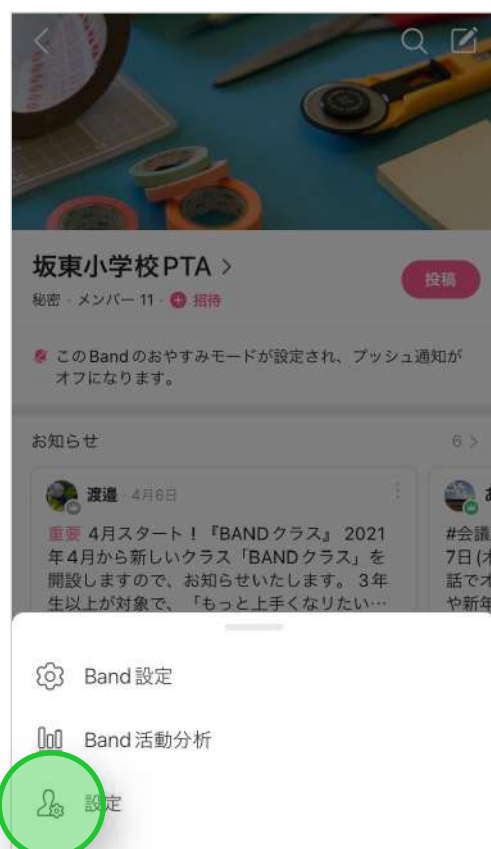 坂東小学校PTA >
投稿
秘密・メンバー 11・招待
このBandのおやすみモードが設定され、プッシュ通知が
オフになります。
お知らせ
6 >
渡邉・4月6日
重要 4月スタート！『BANDクラス』 2021
年4月から新しいクラス「BANDクラス」を
開設しますので、お知らせいたします。3年
生以上が対象で、「もっと上手くなりたい…
#会議
7日(
話で
や新年
Band設定
Band活動分析
設定